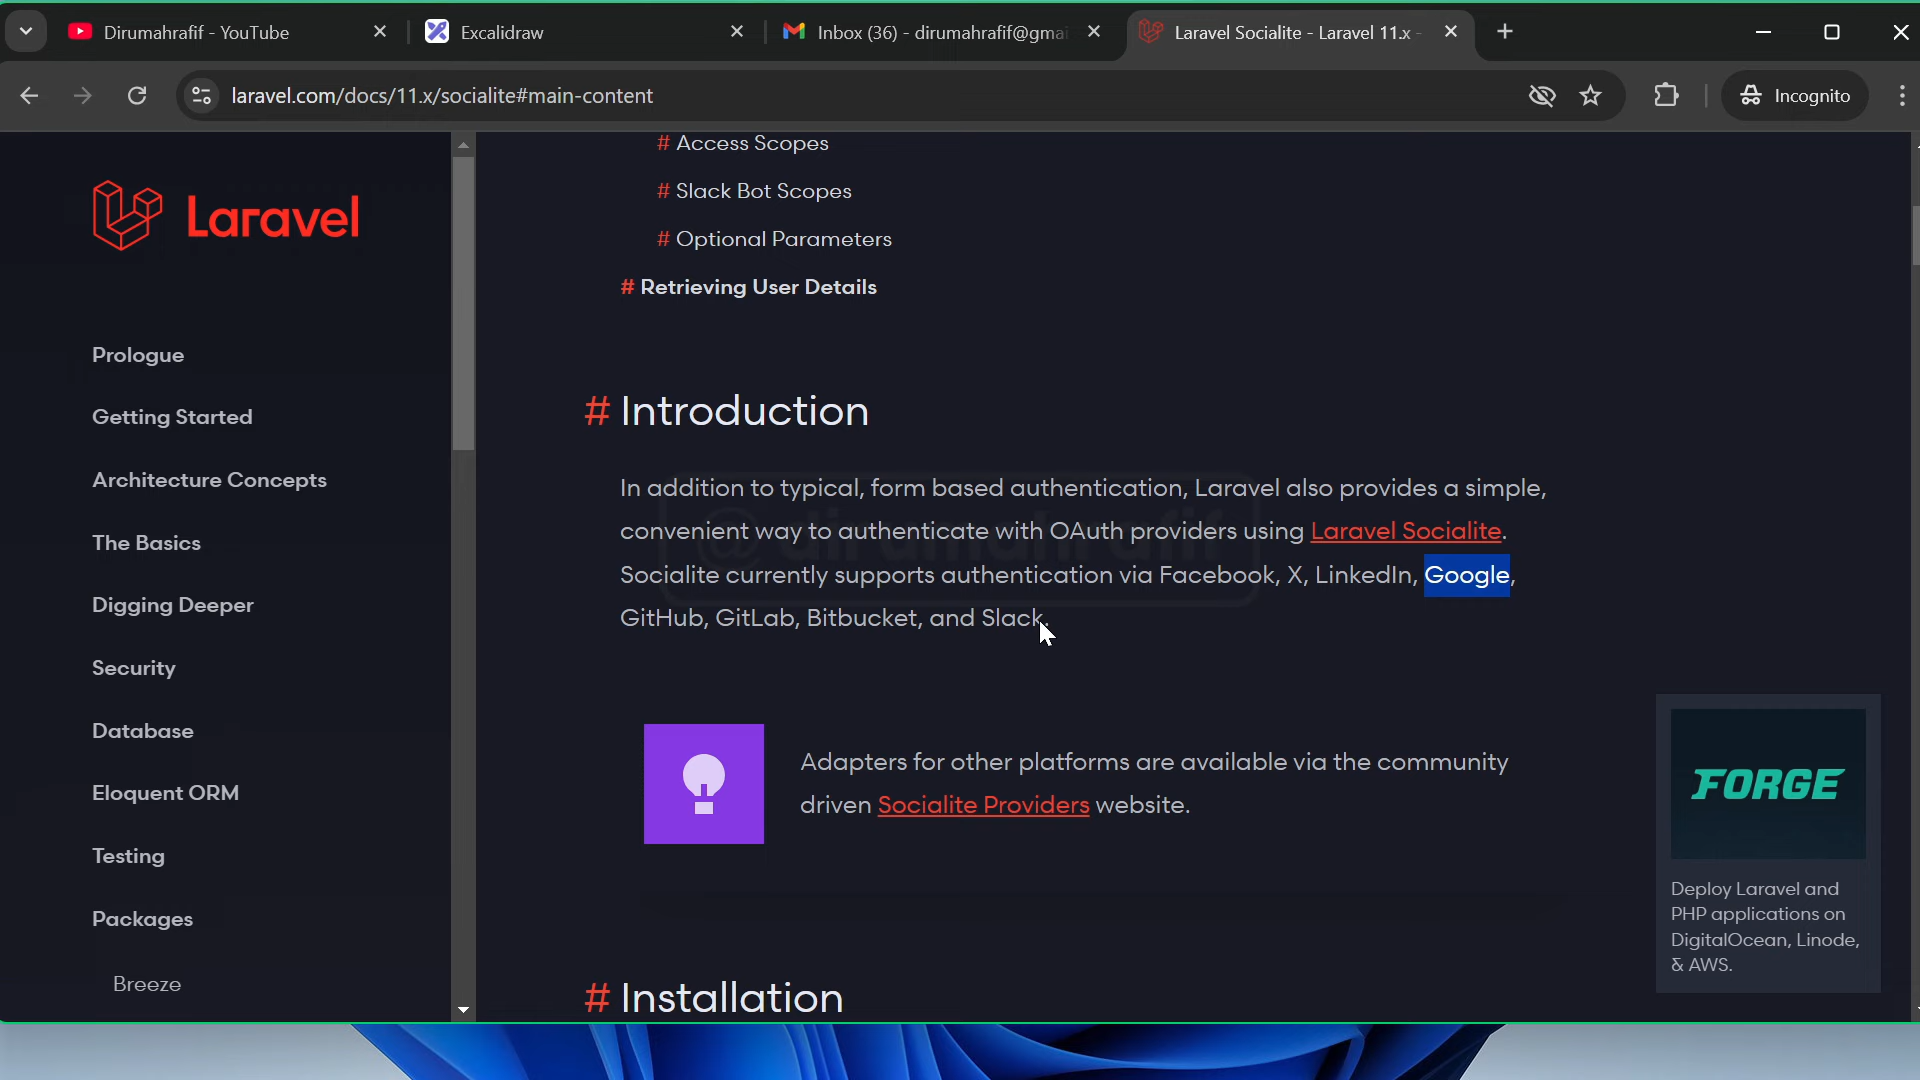 Dirumahrafif - YouTube
Excalidraw
Inbox (36) - dirumahrafif@gmai
Laravel Socialite - Laravel 11.x -
laravel.com/docs/11.x/socialite#main-content
Incognito
Laravel
Prologue
Getting Started
Architecture Concepts
The Basics
Digging Deeper
Security
Database
Eloquent ORM
Testing
Packages
Breeze
# Access Scopes
# Slack Bot Scopes
# Optional Parameters
# Retrieving User Details
# Introduction
In addition to typical, form based authentication, Laravel also provides a simple,
convenient way to authenticate with OAuth providers using Laravel Socialite.
Socialite currently supports authentication via Facebook, X, LinkedIn, Google,
GitHub, GitLab, Bitbucket, and Slack.
@dirumahrafif
Adapters for other platforms are available via the community
driven Socialite Providers website.
# Installation
FORGE
Deploy Laravel and
PHP applications on
DigitalOcean, Linode,
& AWS.